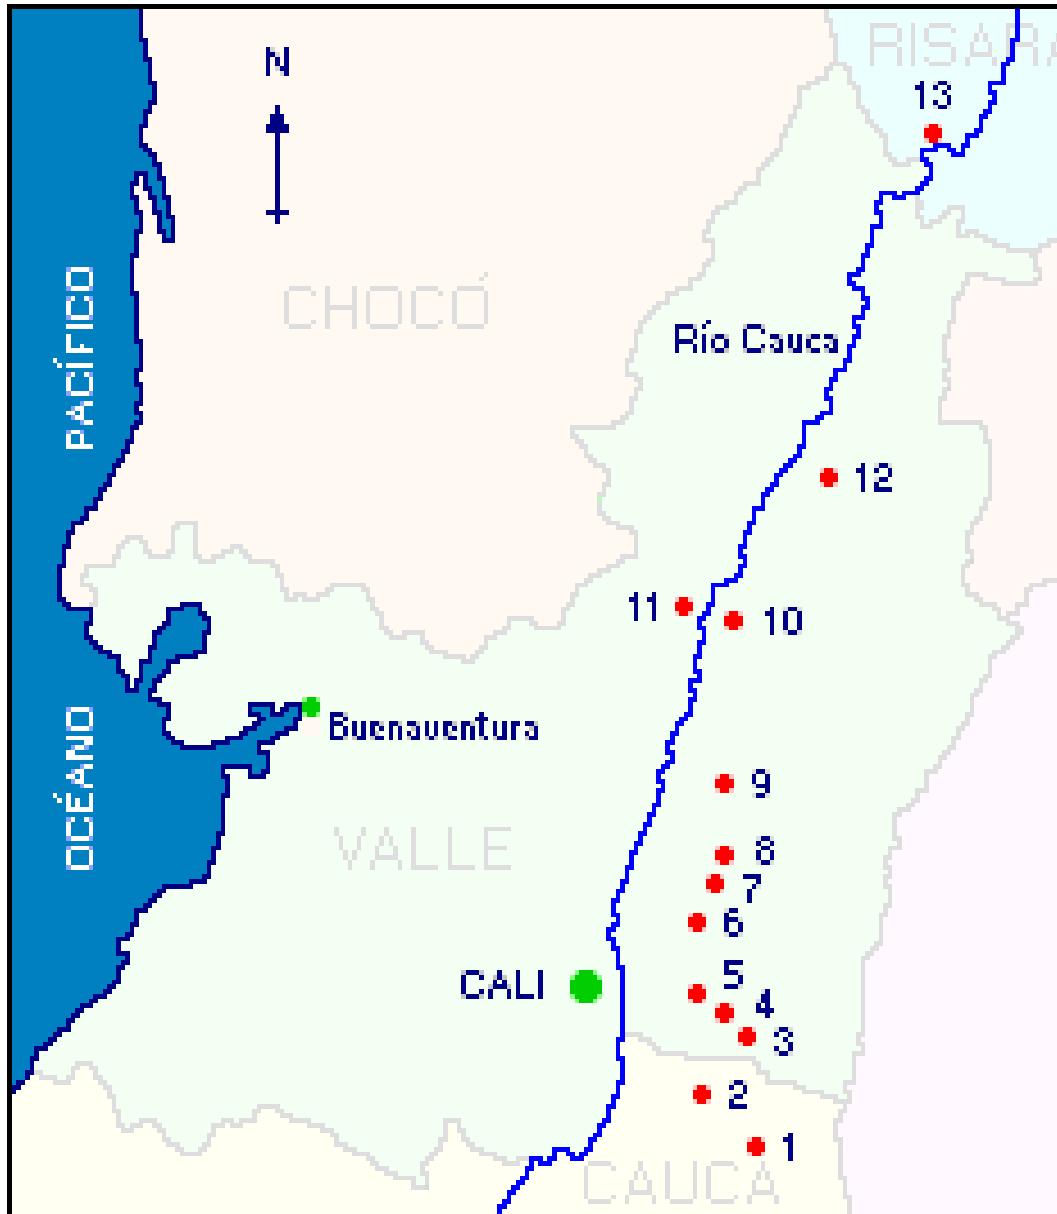 RISARA
N
13
CHOCÓ
PACÍFICO
Río Cauca
12
11
10
Buenaventura
OCÉANO
9
VALLE
8
7
6
CALI
5
4
3
2
1
CAUCA